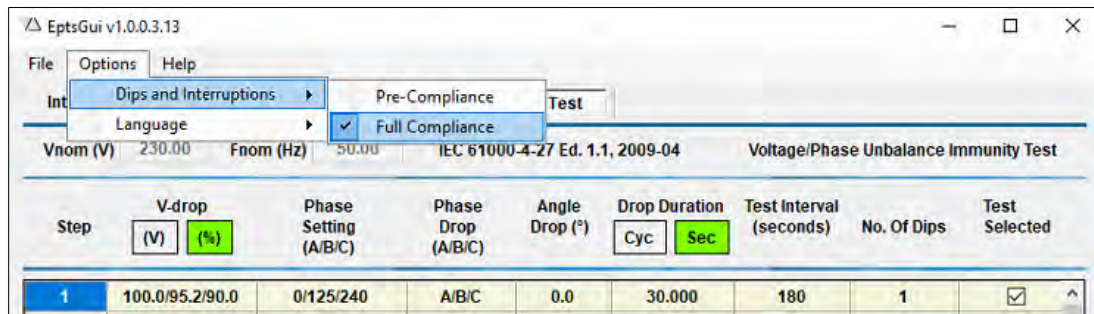 EptsGui v1.0.0.3.13
File Options Help
Dips and Interruptions Pre-Compliance
Int Test
Language Full Compliance
Vnom (V) 230.00 Fnom (Hz) 50.00 IEC 61000-4-27 Ed. 1.1, 2009-04 Voltage/Phase Unbalance Immunity Test
V-drop Phase Phase Angle Drop Duration Test Interval Test
Step (V) (%) Setting Drop Drop (°) Cyc Sec (seconds) No. Of Dips Selected
(A/B/C) (A/B/C)
1 100.0/95.2/90.0 0/125/240 A/B/C 0.0 30.000 180 1